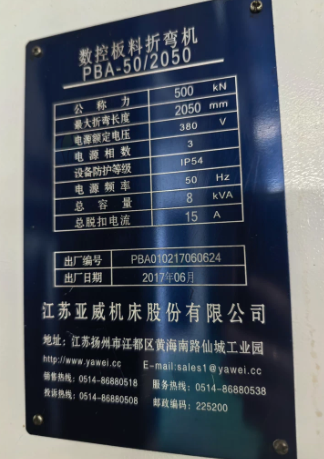 数控板料折弯机
PBA-50/2050
公称力 500 kN
最大折弯长度 2050 mm
电源额定电压 380 V
电源相数 3
设备防护等级 IP54
电源频率 50 Hz
总容量 8 kVA
总脱扣电流 15 A
出厂编号 PBA010217060624
出厂日期 2017年06月
江苏亚威机床股份有限公司
地址：江苏扬州市江都区黄海南路仙城工业园
http://www.yawei.cc E-mail:sales1@yawei.cc
销售热线：0514-86880518 服务热线：0514-86880538
投诉热线：0514-86880508 邮政编码：225200